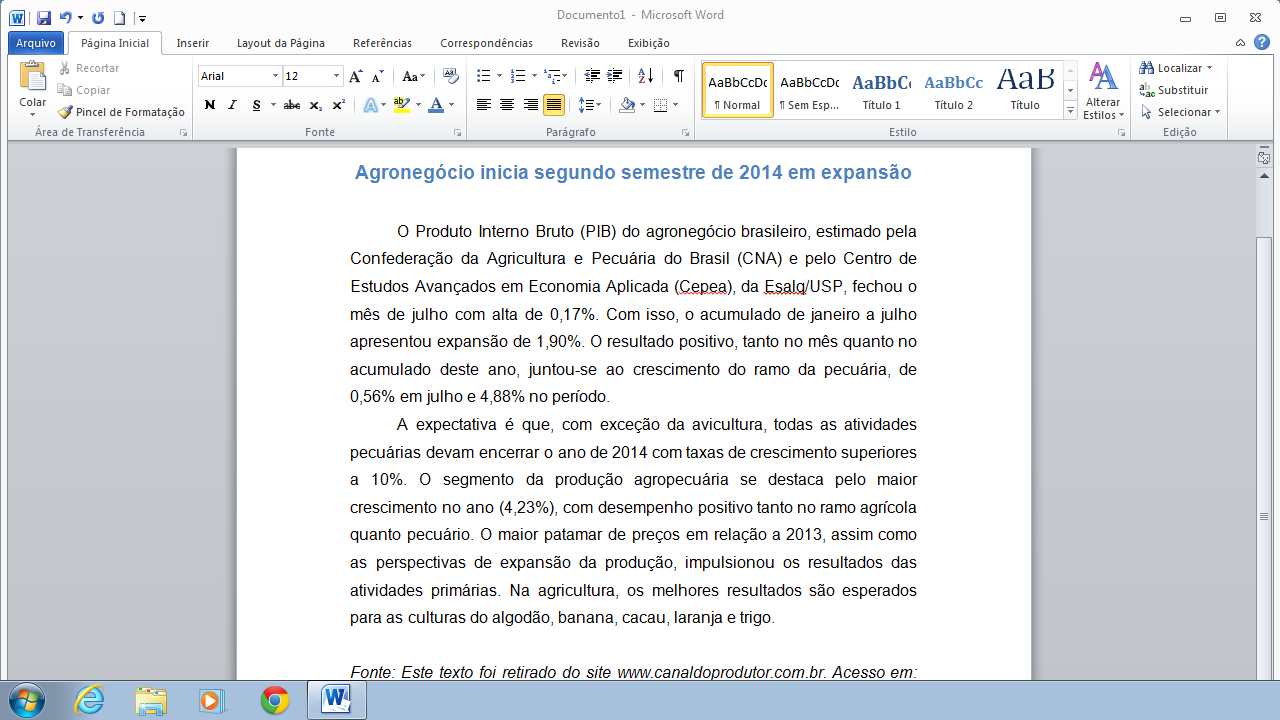 Documento1 - Microsoft Word
Arquivo Página Inicial Inserir Layout da Página Referências Correspondências Revisão Exibição
Colar
Recortar
Copiar
Pincel de Formatação
Área de Transferência
Arial 12
Fonte
Parágrafo
AaBbCcDc AaBbCcDc AaBbCc AaBbCc AaB
¶ Normal ¶ Sem Esp... Título 1 Título 2 Título
Alterar
Estilos
Estilo
Localizar
Substituir
Selecionar
Edição
Agronegócio inicia segundo semestre de 2014 em expansão
O Produto Interno Bruto (PIB) do agronegócio brasileiro, estimado pela
Confederação da Agricultura e Pecuária do Brasil (CNA) e pelo Centro de
Estudos Avançados em Economia Aplicada (Cepea), da Esalq/USP, fechou o
mês de julho com alta de 0,17%. Com isso, o acumulado de janeiro a julho
apresentou expansão de 1,90%. O resultado positivo, tanto no mês quanto no
acumulado deste ano, juntou-se ao crescimento do ramo da pecuária, de
0,56% em julho e 4,88% no período.
A expectativa é que, com exceção da avicultura, todas as atividades
pecuárias devam encerrar o ano de 2014 com taxas de crescimento superiores
a 10%. O segmento da produção agropecuária se destaca pelo maior
crescimento no ano (4,23%), com desempenho positivo tanto no ramo agrícola
quanto pecuário. O maior patamar de preços em relação a 2013, assim como
as perspectivas de expansão da produção, impulsionou os resultados das
atividades primárias. Na agricultura, os melhores resultados são esperados
para as culturas do algodão, banana, cacau, laranja e trigo.
Fonte: Este texto foi retirado do site www.canaldoprodutor.com.br. Acesso em: